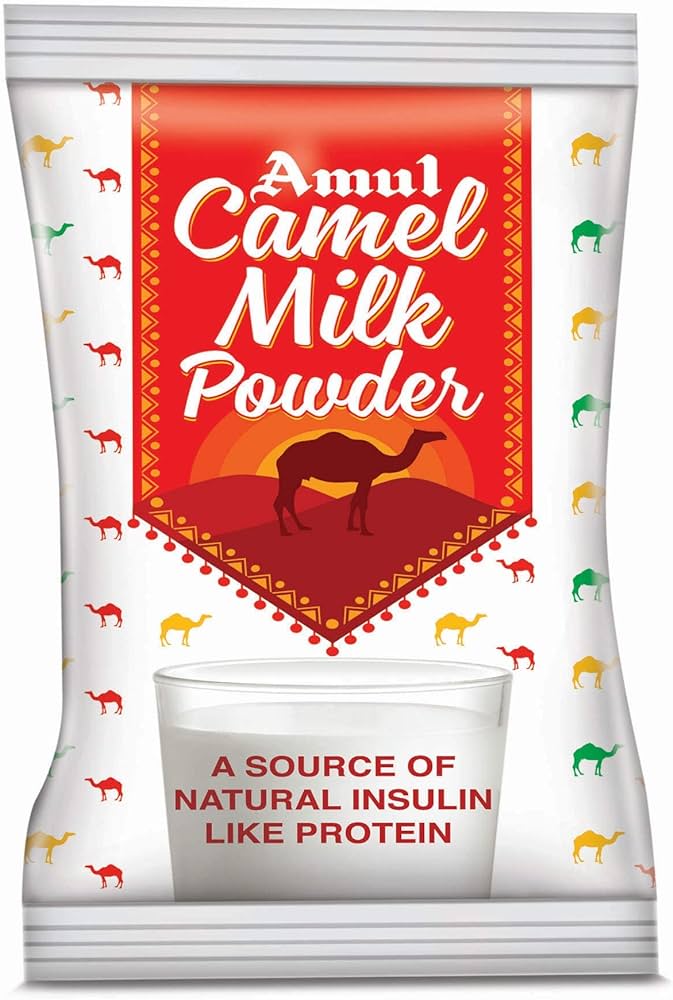 Amul
Camel
Milk
Powder
A SOURCE OF
NATURAL INSULIN
LIKE PROTEIN